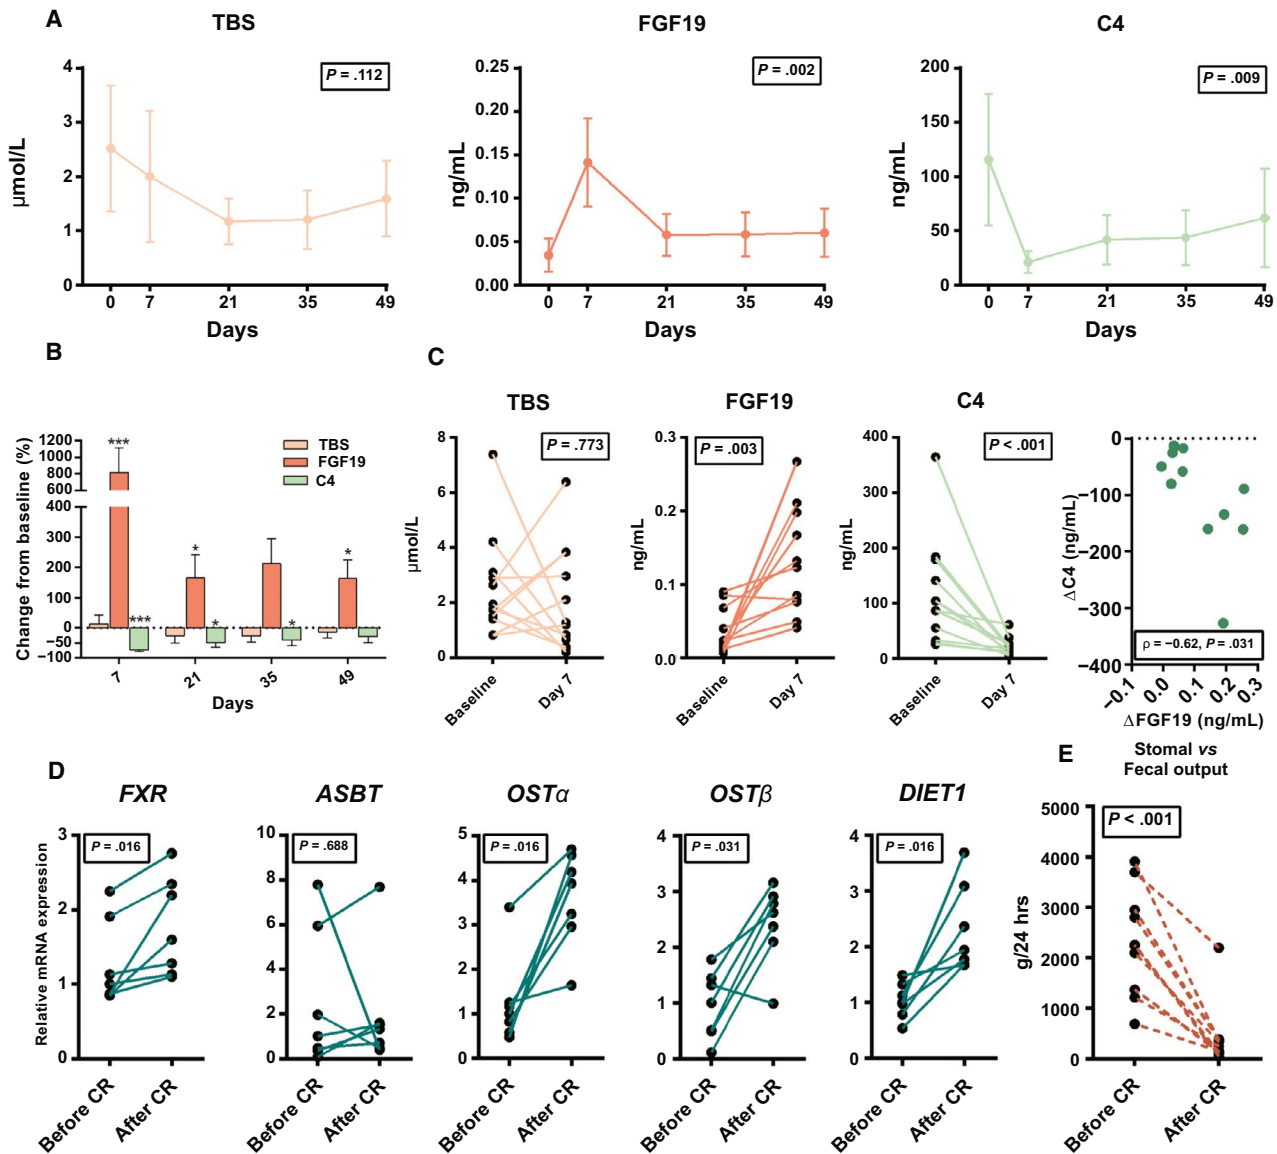 A
TBS
FGF19
C4
P = .112
P = .002
P = .009
4
3
2
1
0
µmol/L
0 7 21 35 49
Days
0.25
0.20
0.15
0.10
0.05
0.00
ng/mL
0 7 21 35 49
Days
200
150
100
50
0
ng/mL
0 7 21 35 49
Days
B
Change from baseline (%)
1200
1000
800
600
400
300
200
100
0
−50
−100
*** *** * * * *
TBS
FGF19
C4
7 21 35 49
Days
C
TBS
P = .773
µmol/L
8
6
4
2
0
Baseline Day 7
FGF19
P = .003
ng/mL
0.3
0.2
0.1
0.0
Baseline Day 7
C4
P < .001
ng/mL
400
300
200
100
0
Baseline Day 7
0
−100
−200
−300
−400
ΔC4 (ng/mL)
ρ = −0.62, P = .031
−0.1 0.0 0.1 0.2 0.3
ΔFGF19 (ng/mL)
D
FXR
P = .016
Relative mRNA expression
3
2
1
0
Before CR After CR
ASBT
P = .688
10
8
6
4
2
0
Before CR After CR
OSTα
P = .016
5
4
3
2
1
0
Before CR After CR
OSTβ
P = .031
4
3
2
1
0
Before CR After CR
DIET1
P = .016
4
3
2
1
0
Before CR After CR
E
Stomal vs
Fecal output
P < .001
g/24 hrs
5000
4000
3000
2000
1000
0
Before CR After CR